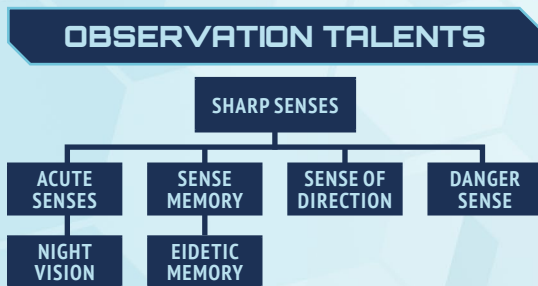 OBSERVATION TALENTS
SHARP SENSES
ACUTE
SENSES
SENSE
MEMORY
SENSE OF
DIRECTION
DANGER
SENSE
NIGHT
VISION
EIDETIC
MEMORY